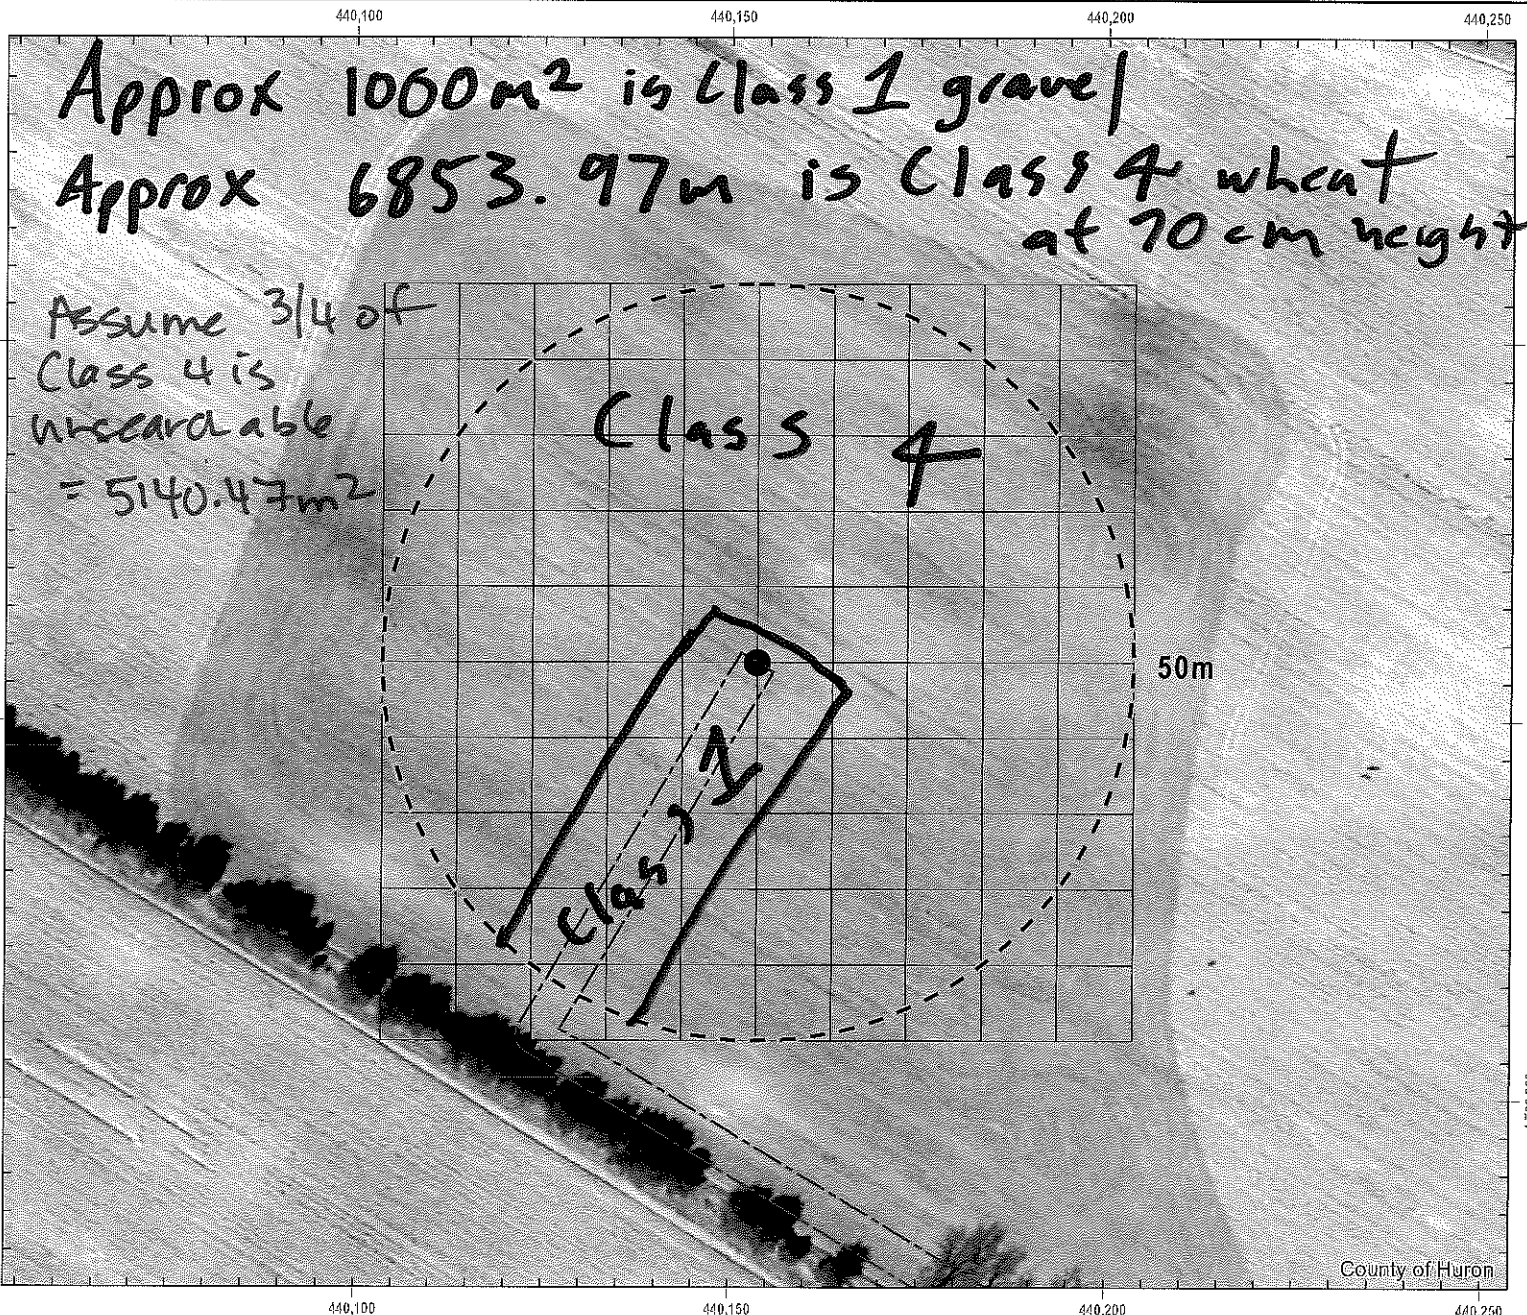 440,100 440,150 440,200 440,250
Approx 1000m² is Class 1 gravel
Approx 6853.97m is Class 4 wheat
at 70 cm height
Assume 3/4 of
Class 4 is
unsearchable
= 5140.47m²
Class 4
50m
Class 1
County of Huron
440,100 440,150 440,200 440,250